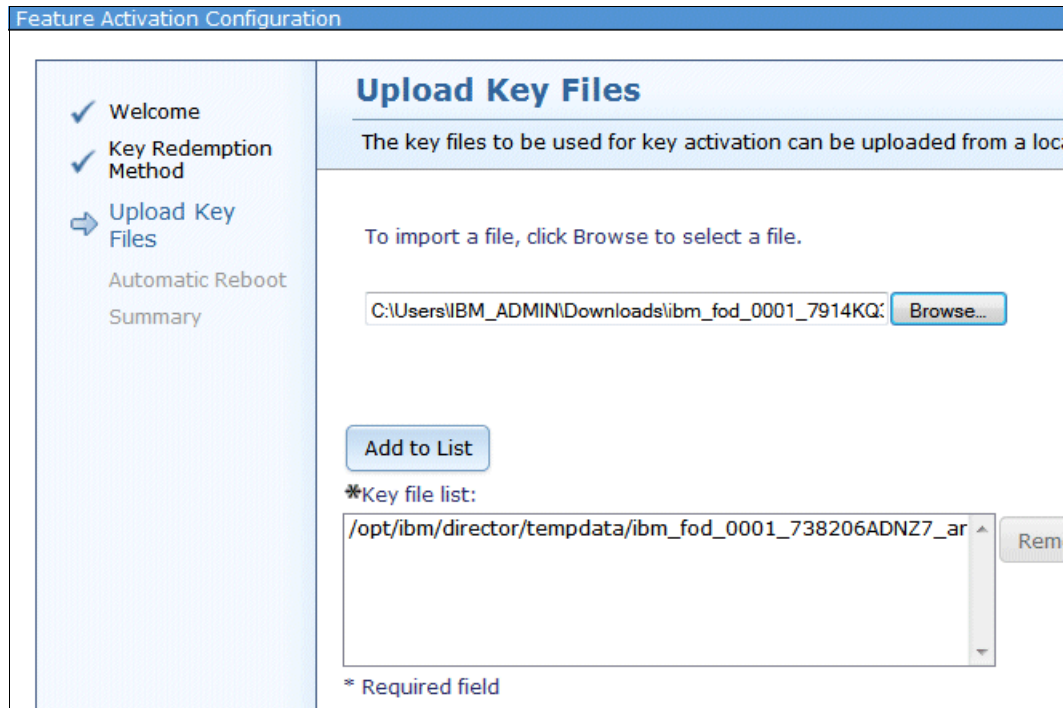 Feature Activation Configuration
Welcome
Key Redemption
Method
Upload Key
Files
Automatic Reboot
Summary
Upload Key Files
The key files to be used for key activation can be uploaded from a
To import a file, click Browse to select a file.
C:\Users\IBM_ADMIN\Downloads\ibm_fod_0001_7914KQ Browse...
Add to List
*Key file list:
/opt/ibm/director/tempdata/ibm_fod_0001_738206ADNZ7_ar
Rem
* Required field